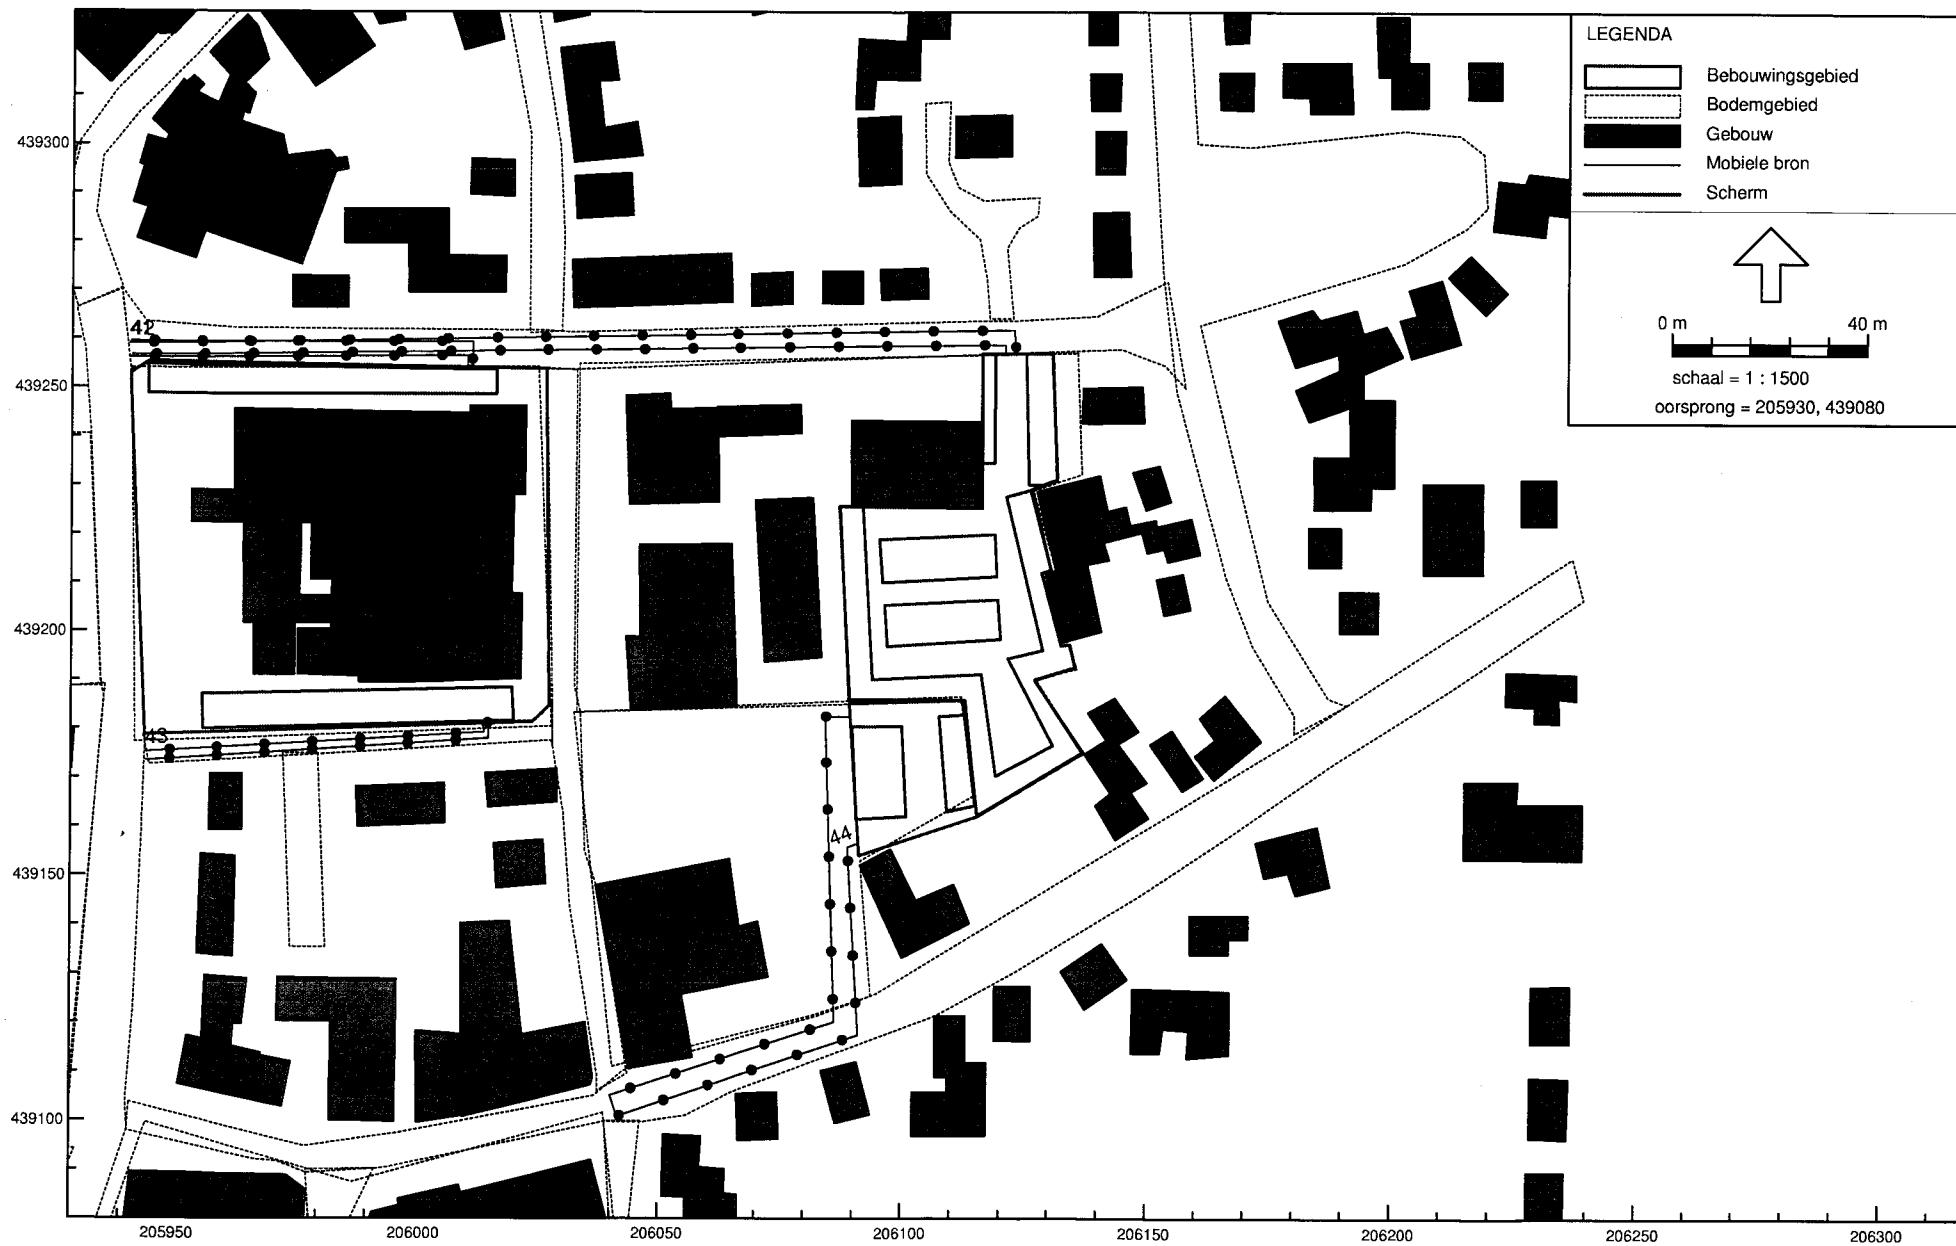 LEGENDA
Bebouwingsgebied
Bodemgebied
Gebouw
Mobiele bron
Scherm
0 m 40 m
schaal = 1 : 1500
oorsprong = 205930, 439080
439300
439250
439200
439150
439100
43
44
205950 206000 206050 206100 206150 206200 206250 206300